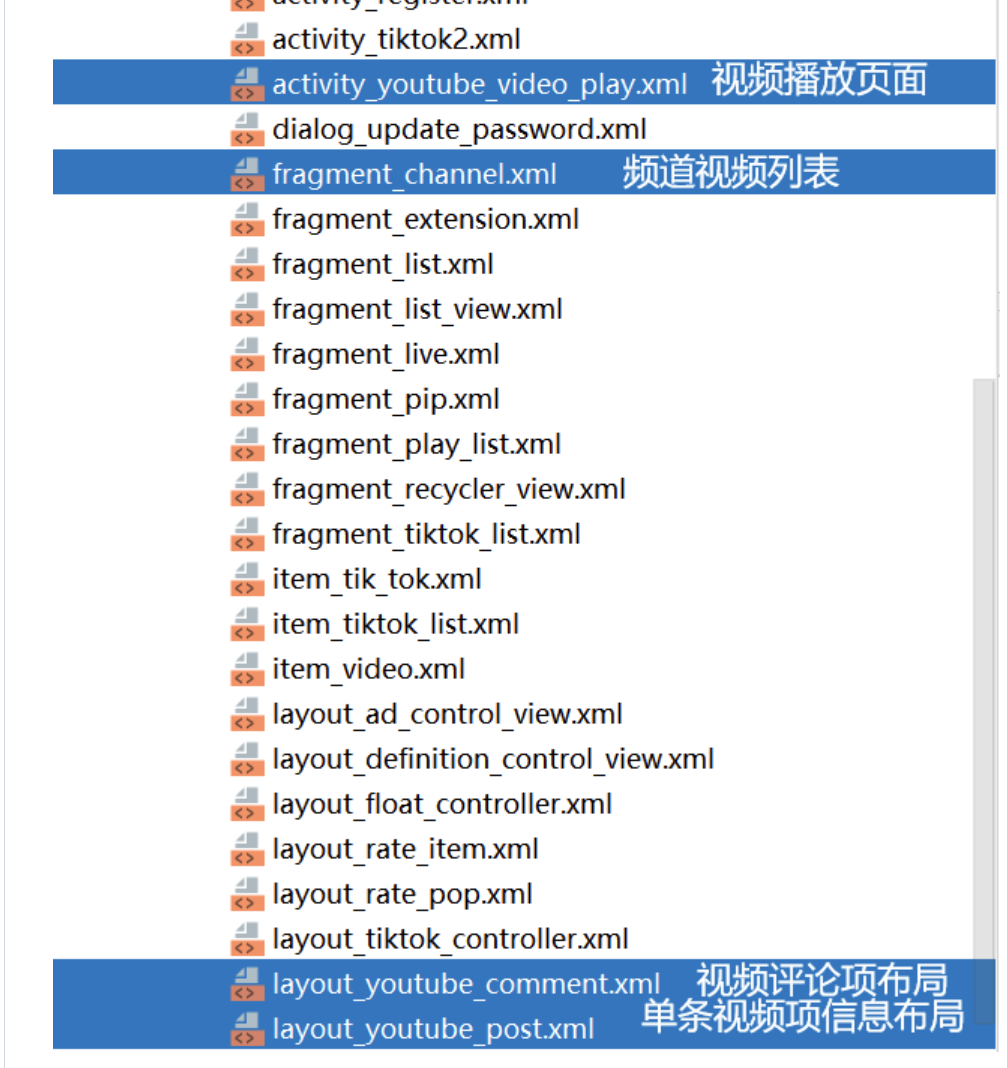 activity_register.xml
activity_tiktok2.xml
activity_youtube_video_play.xml 视频播放页面
dialog_update_password.xml
fragment_channel.xml 频道视频列表
fragment_extension.xml
fragment_list.xml
fragment_list_view.xml
fragment_live.xml
fragment_pip.xml
fragment_play_list.xml
fragment_recycler_view.xml
fragment_tiktok_list.xml
item_tik_tok.xml
item_tiktok_list.xml
item_video.xml
layout_ad_control_view.xml
layout_definition_control_view.xml
layout_float_controller.xml
layout_rate_item.xml
layout_rate_pop.xml
layout_tiktok_controller.xml
layout_youtube_comment.xml 视频评论项布局
layout_youtube_post.xml 单条视频项信息布局